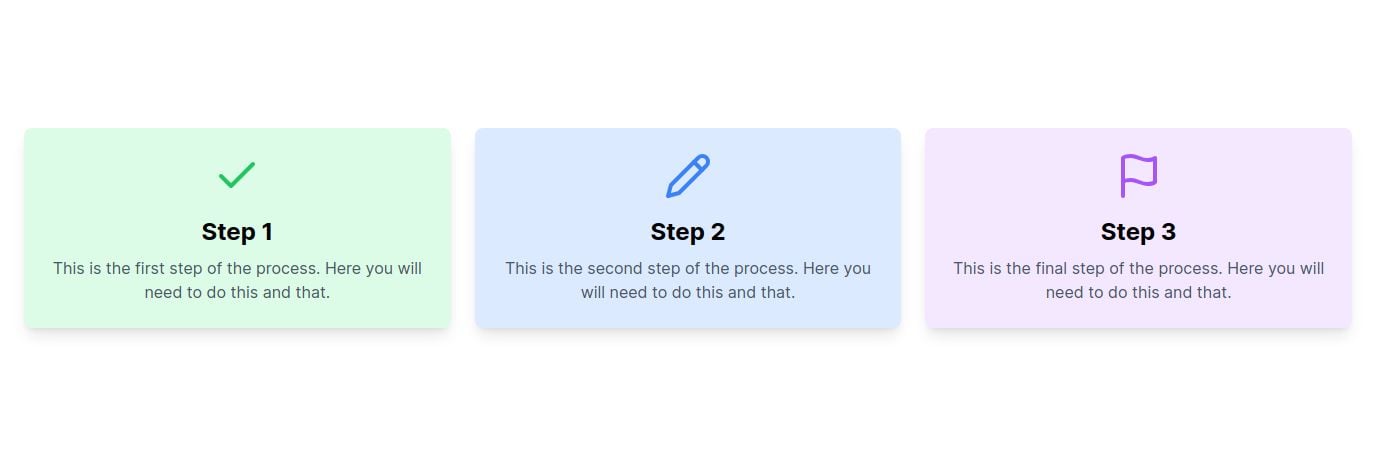 Step 1
This is the first step of the process. Here you will
need to do this and that.
Step 2
This is the second step of the process. Here you
will need to do this and that.
Step 3
This is the final step of the process. Here you will
need to do this and that.